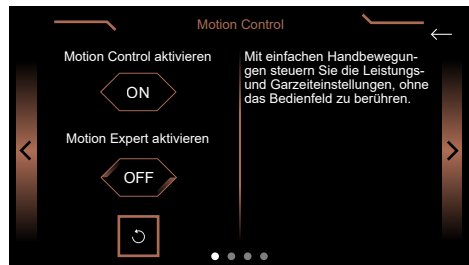 Motion Control
Motion Control aktivieren
ON
Motion Expert aktivieren
OFF
Mit einfachen Handbewegun-
gen steuern Sie die Leistungs-
und Garzeiteinstellungen, ohne
das Bedienfeld zu berühren.